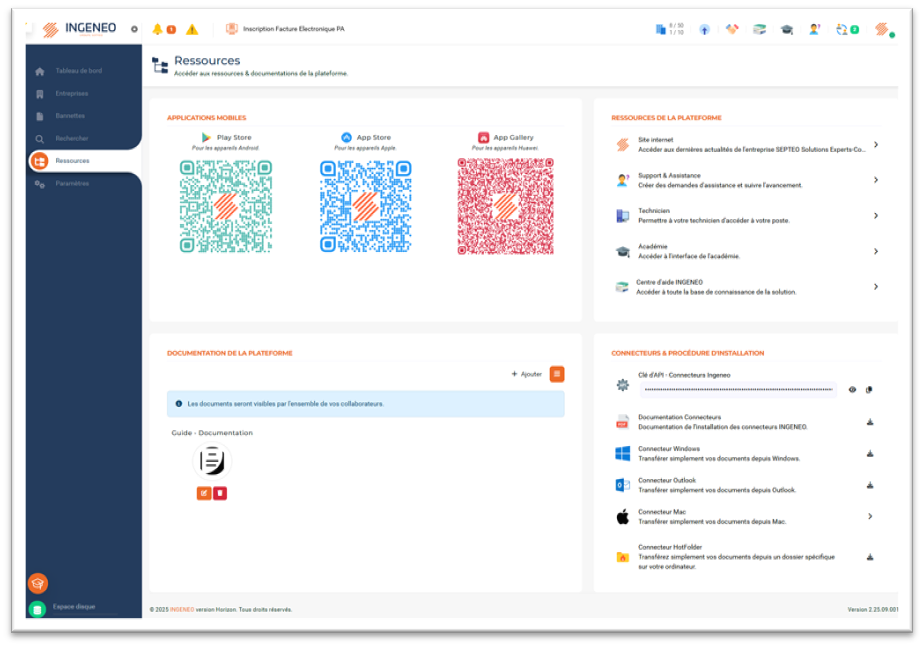 INGENEO
Inscription Facture Electronique PA
0 / 50
1 / 10
Tableau de bord
Entreprises
Bannettes
Rechercher
Ressources
Paramètres
Espace disque
Ressources
Accéder aux ressources & documentations de la plateforme.
APPLICATIONS MOBILES
Play Store
Pour les appareils Android.
App Store
Pour les appareils Apple.
App Gallery
Pour les appareils Huawei.
RESSOURCES DE LA PLATEFORME
Site internet
Accéder aux dernières actualités de l'entreprise SEPTEO Solutions Experts-Co...
Support & Assistance
Créer des demandes d'assistance et suivre l'avancement.
Technicien
Permettre à votre technicien d'accéder à votre poste.
Académie
Accéder à l'interface de l'académie.
Centre d'aide INGENEO
Accéder à toute la base de connaissance de la solution.
DOCUMENTATION DE LA PLATEFORME
+ Ajouter
Les documents seront visibles par l'ensemble de vos collaborateurs.
Guide - Documentation
CONNECTEURS & PROCÉDURE D'INSTALLATION
Clé d'API - Connecteurs Ingeneo
Documentation Connecteurs
Documentation de l'installation des connecteurs INGENEO.
Connecteur Windows
Transférer simplement vos documents depuis Windows.
Connecteur Outlook
Transférer simplement vos documents depuis Outlook.
Connecteur Mac
Transférer simplement vos documents depuis Mac.
Connecteur HotFolder
Transférez simplement vos documents depuis un dossier spécifique
sur votre ordinateur.
© 2025 INGENEO version Horizon. Tous droits réservés.
Version 2.25.09.001